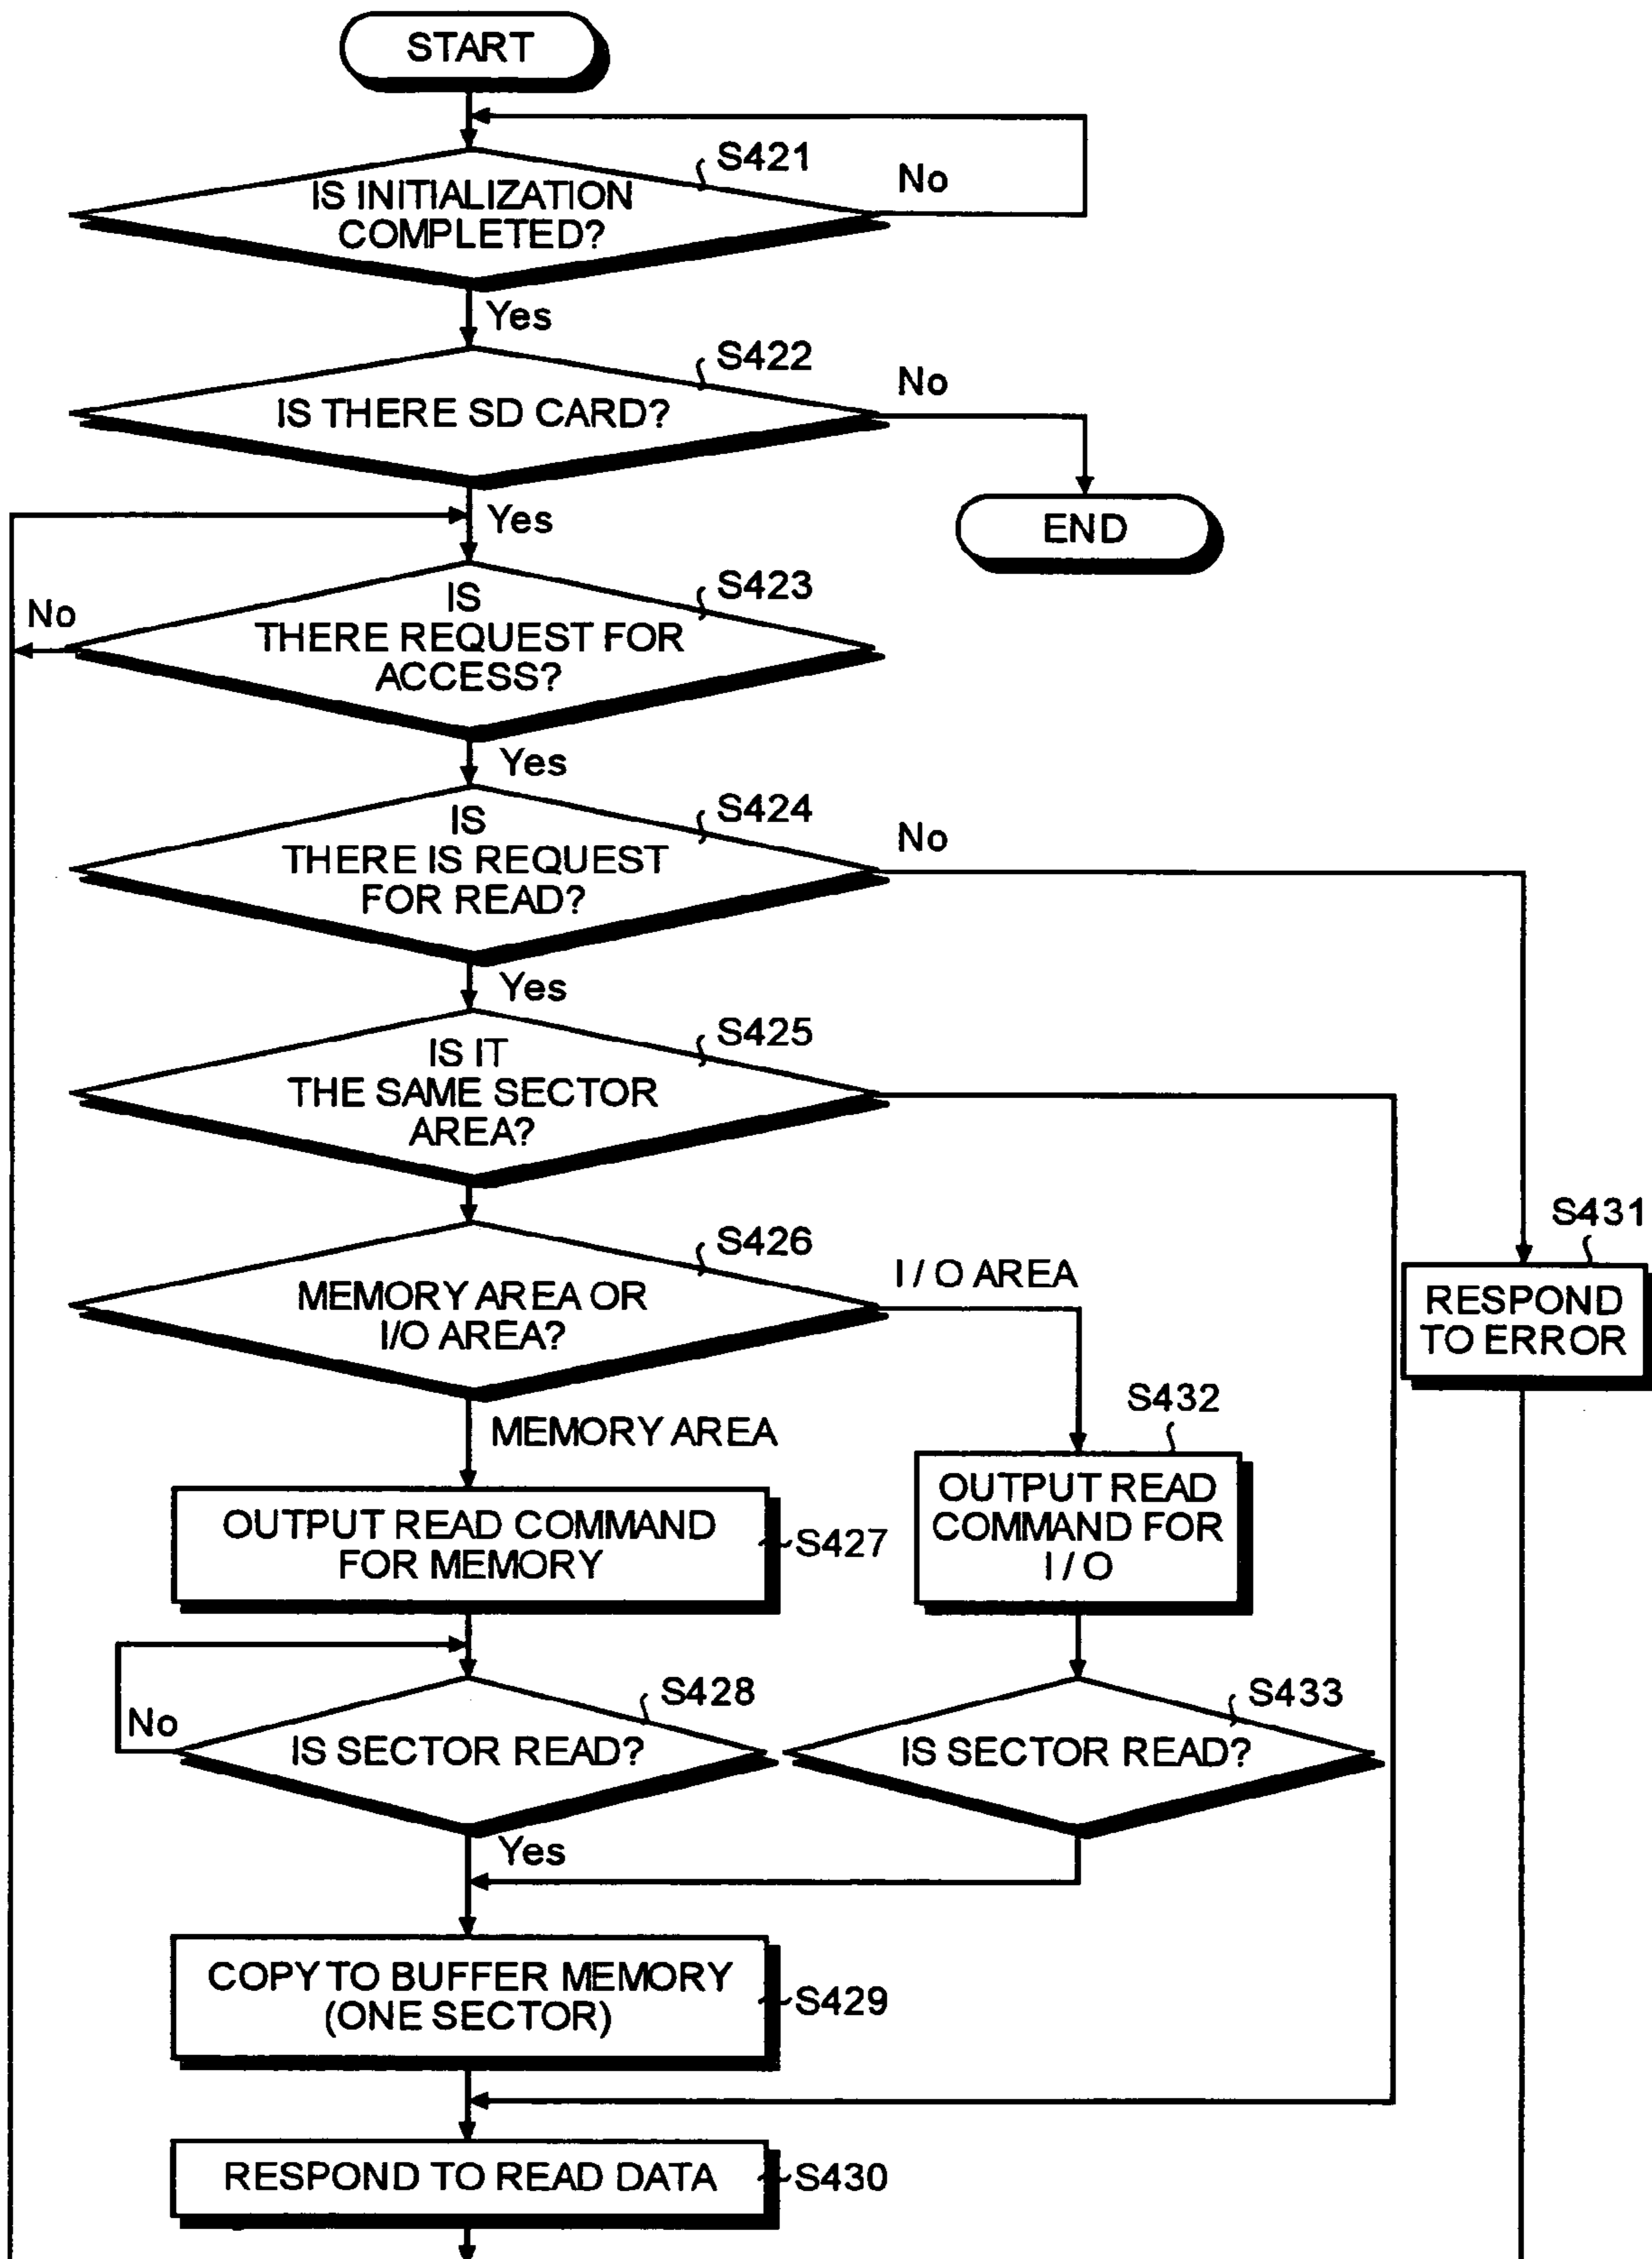 START
S421
No
IS INITIALIZATION
COMPLETED?
Yes
S422
No
IS THERE SD CARD?
Yes
END
S423
No
IS
THERE REQUEST FOR
ACCESS?
Yes
S424
No
IS
THERE IS REQUEST
FOR READ?
Yes
S425
IS IT
THE SAME SECTOR
AREA?
S431
S426
I / O AREA
MEMORY AREA OR
I/O AREA?
RESPOND
TO ERROR
S432
MEMORY AREA
OUTPUT READ
COMMAND FOR
I / O
OUTPUT READ COMMAND
FOR MEMORY
S427
S428
S433
No
IS SECTOR READ?
IS SECTOR READ?
Yes
COPY TO BUFFER MEMORY
(ONE SECTOR)
S429
RESPOND TO READ DATA
S430